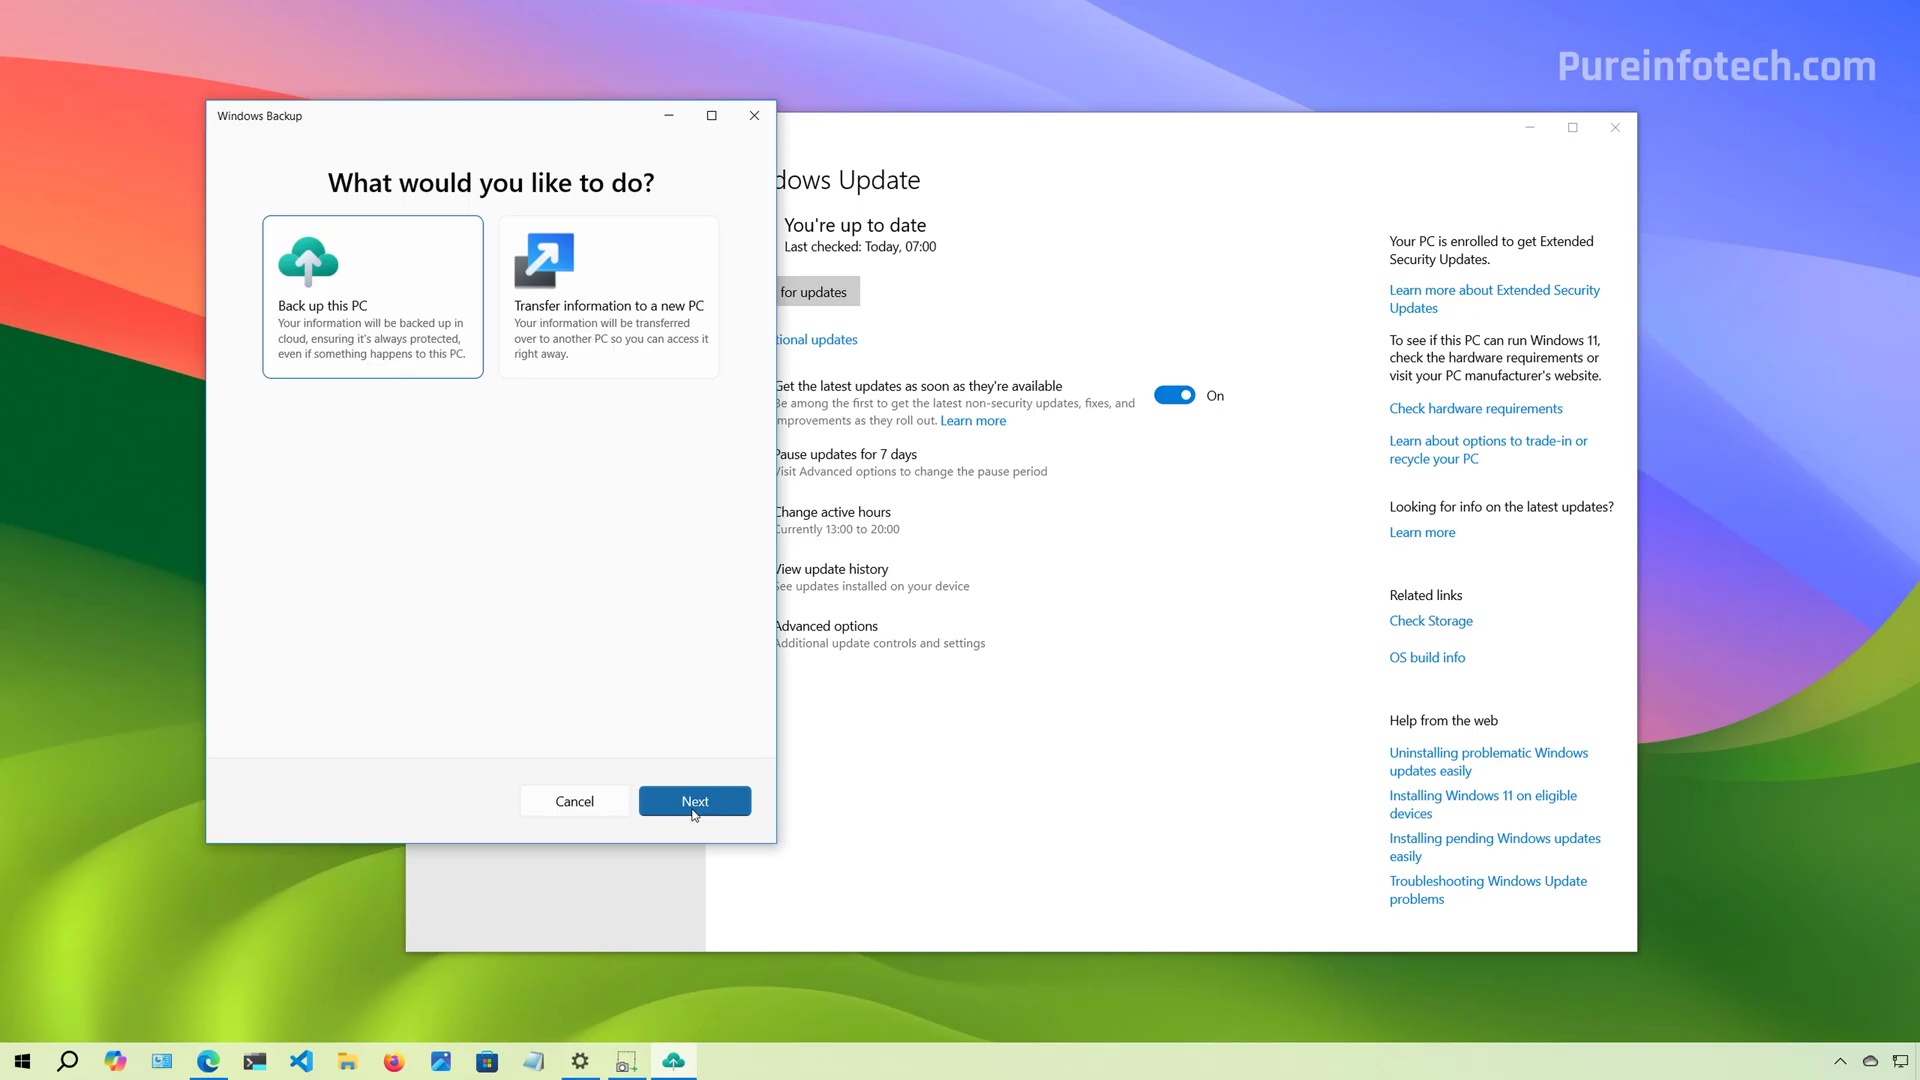 Pureinfotech.com
Windows Backup
What would you like to do?
Back up this PC
Your information will be backed up in
cloud, ensuring it's always protected,
even if something happens to this PC.
Transfer information to a new PC
Your information will be transferred
over to another PC so you can access it
right away.
Cancel
Next
dows Update
You're up to date
Last checked: Today, 07:00
for updates
tional updates
Get the latest updates as soon as they're available
Be among the first to get the latest non-security updates, fixes, and
improvements as they roll out. Learn more
On
Pause updates for 7 days
Visit Advanced options to change the pause period
Change active hours
Currently 13:00 to 20:00
View update history
See updates installed on your device
Advanced options
Additional update controls and settings
Your PC is enrolled to get Extended
Security Updates.
Learn more about Extended Security
Updates
To see if this PC can run Windows 11,
check the hardware requirements or
visit your PC manufacturer's website.
Check hardware requirements
Learn about options to trade-in or
recycle your PC
Looking for info on the latest updates?
Learn more
Related links
Check Storage
OS build info
Help from the web
Uninstalling problematic Windows
updates easily
Installing Windows 11 on eligible
devices
Installing pending Windows updates
easily
Troubleshooting Windows Update
problems